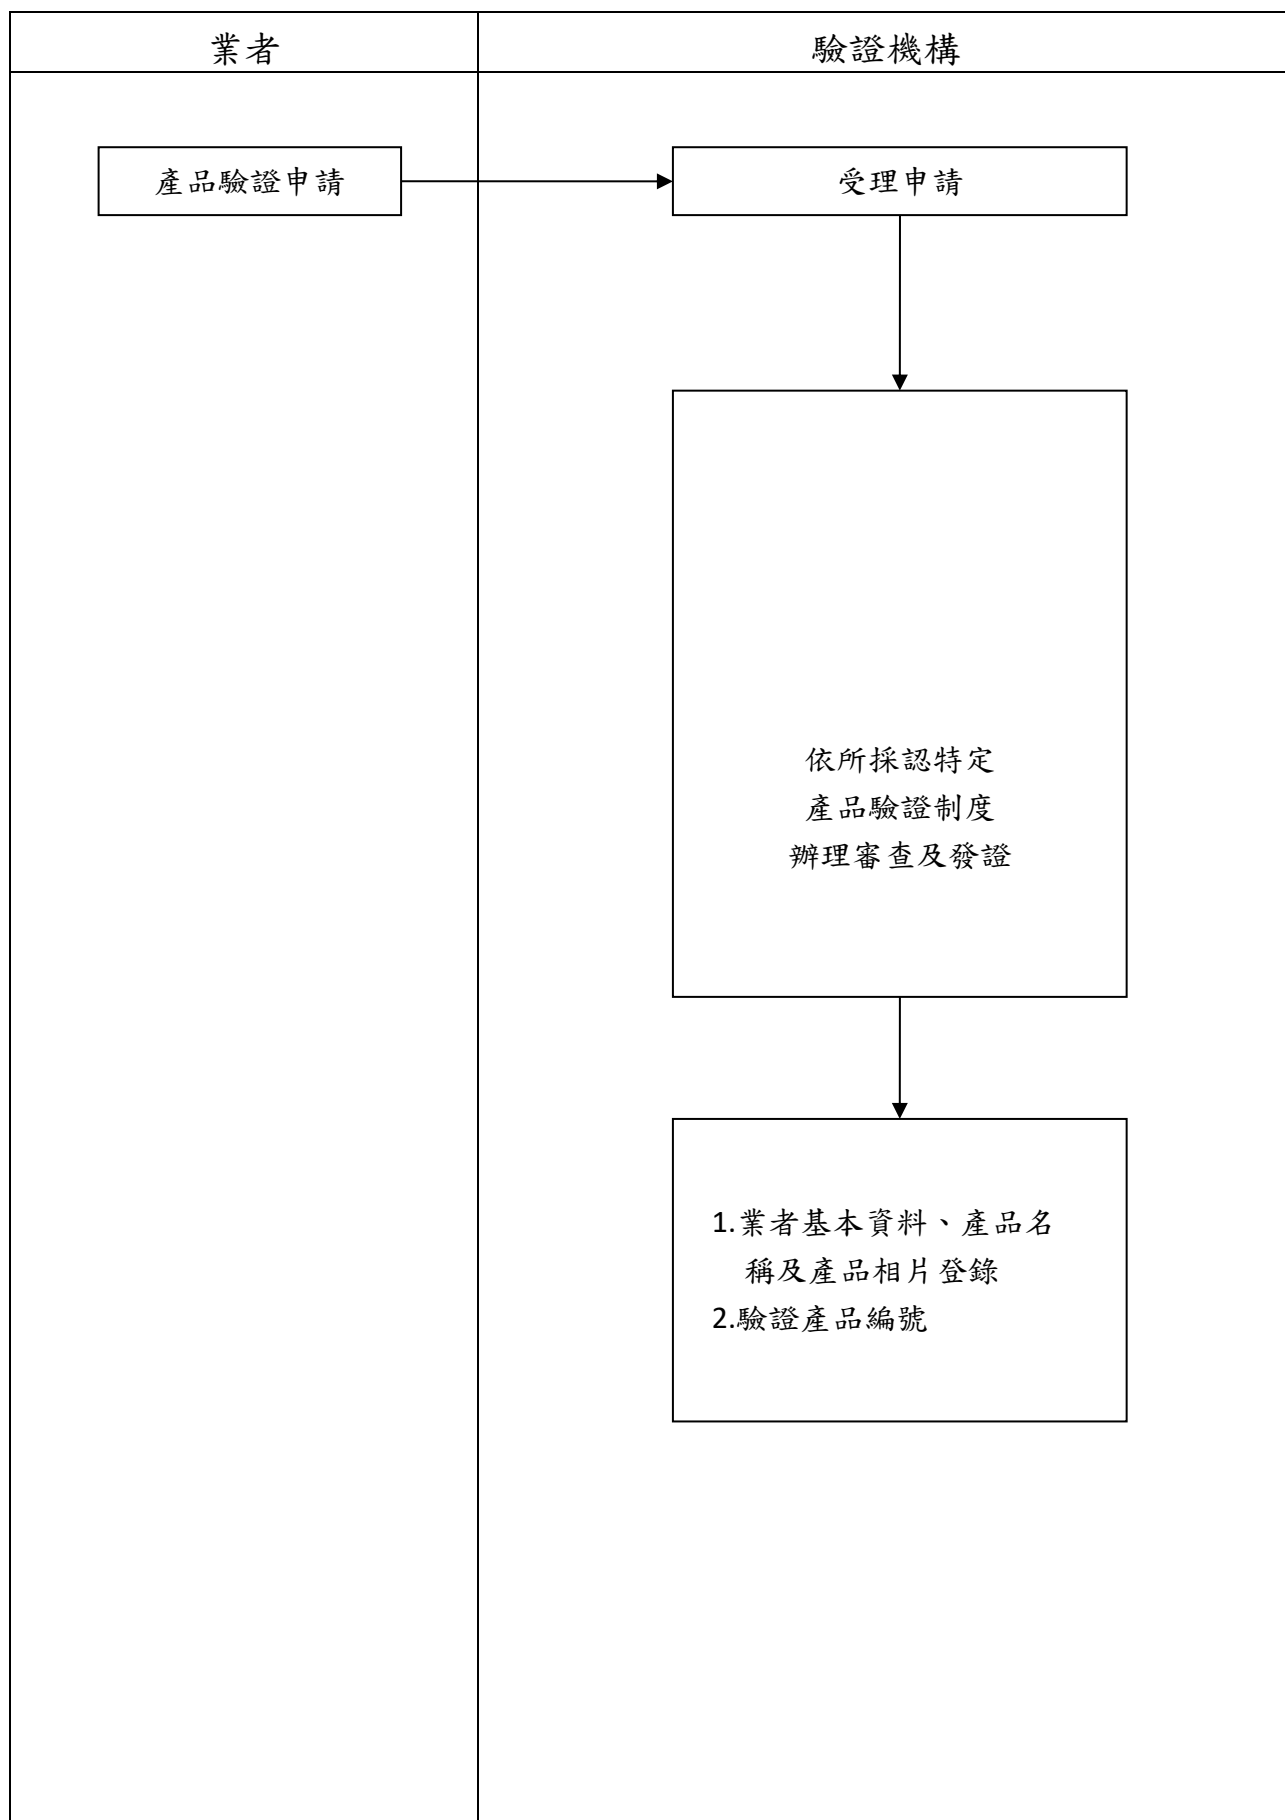 業者
驗證機構
產品驗證申請
受理申請
依所採認特定
產品驗證制度
辦理審查及發證
1.業者基本資料、產品名
稱及產品相片登錄
2.驗證產品編號